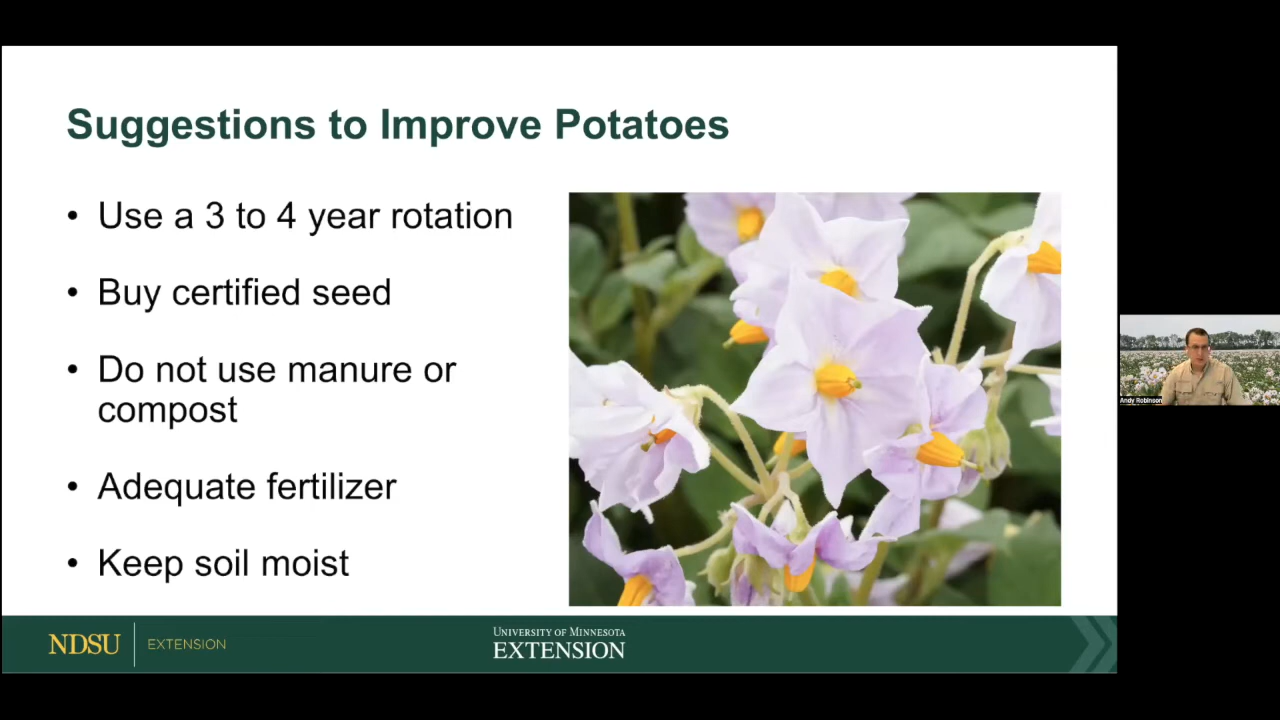 Suggestions to Improve Potatoes
• Use a 3 to 4 year rotation
• Buy certified seed
• Do not use manure or
compost
• Adequate fertilizer
• Keep soil moist
NDSU EXTENSION
UNIVERSITY OF MINNESOTA
EXTENSION
Andy Robinson